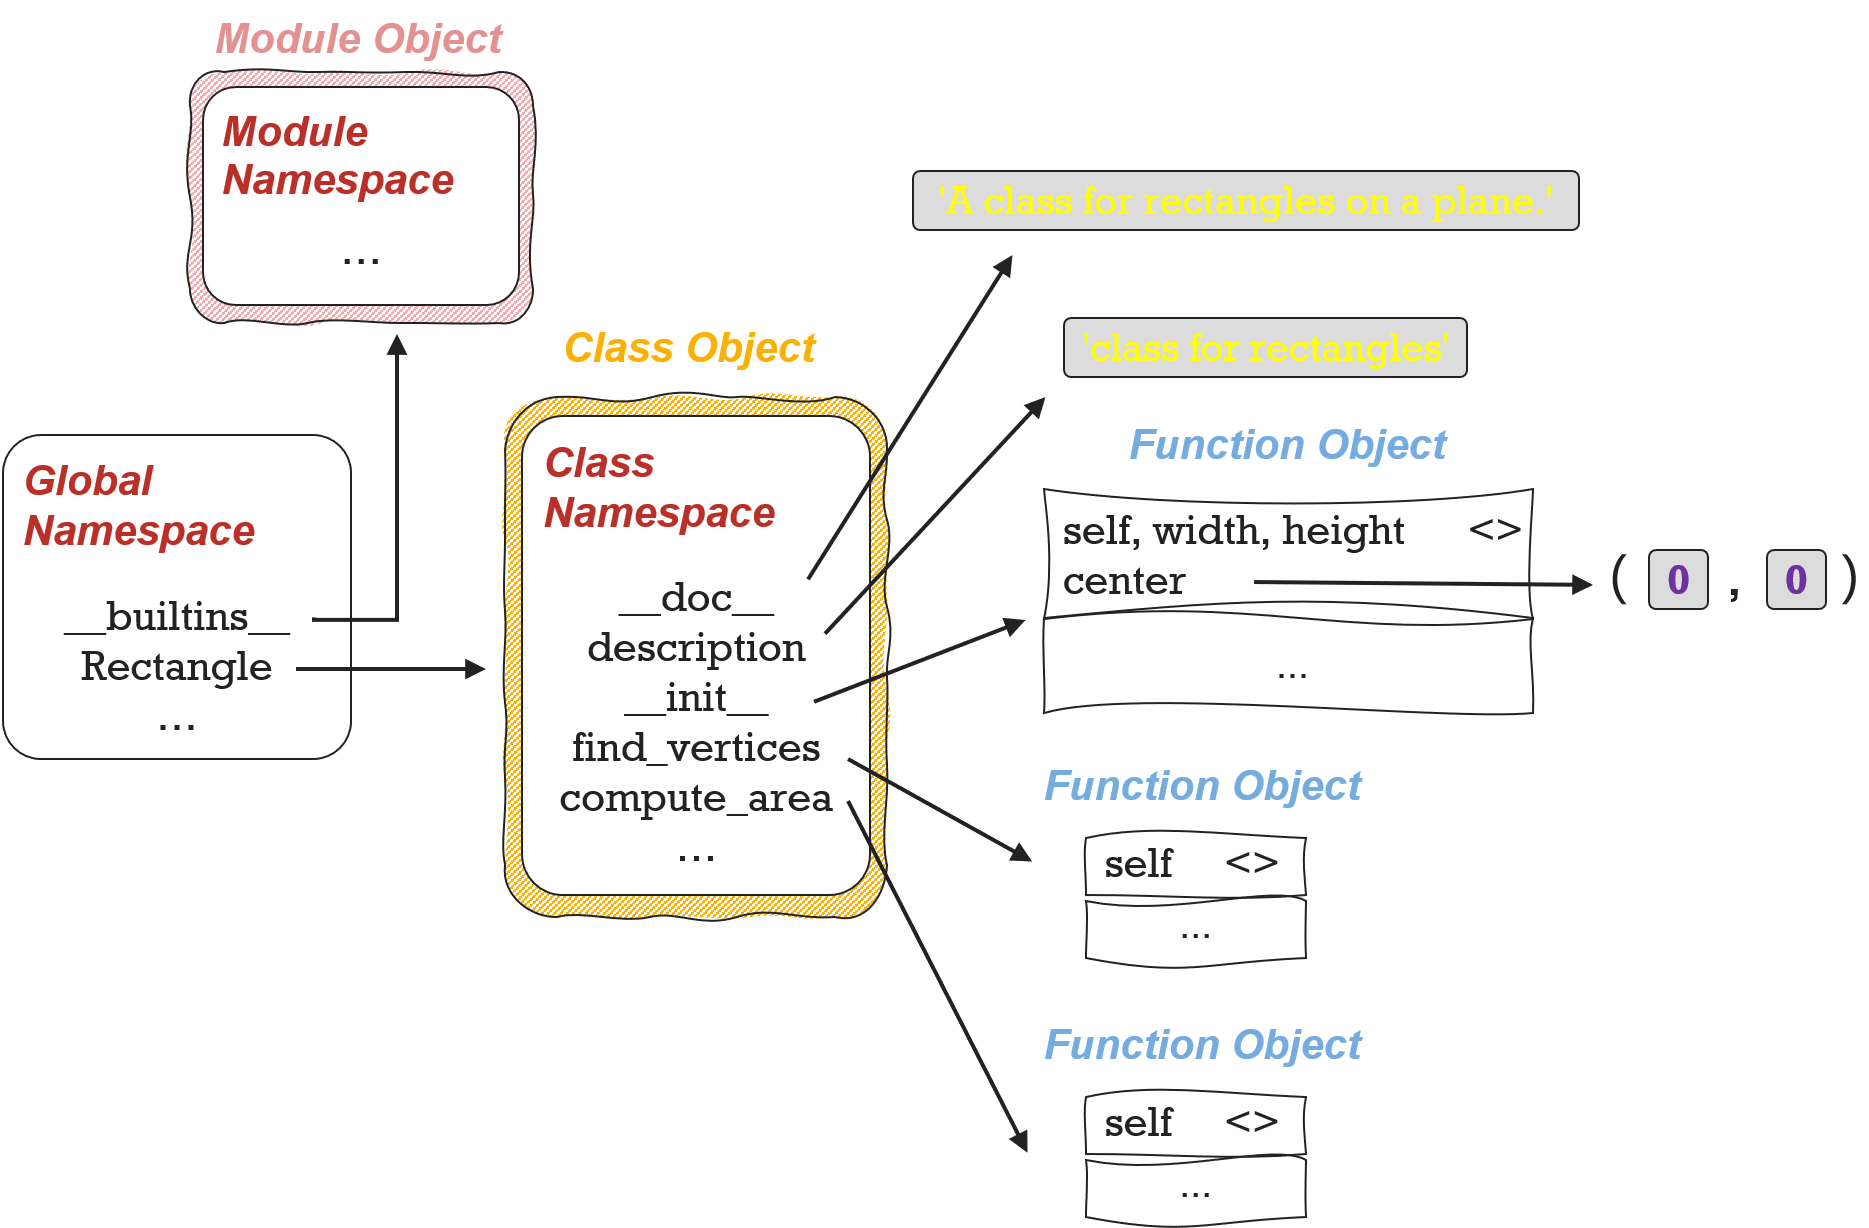 Module Object
Module
Namespace
...
'A class for rectangles on a plane.'
'class for rectangles'
Class Object
Class
Namespace
__doc__
description
__init__
find_vertices
compute_area
...
Global
Namespace
__builtins__
Rectangle
...
Function Object
self, width, height <>
center
( 0 , 0 )
...
Function Object
self <>
...
Function Object
self <>
...